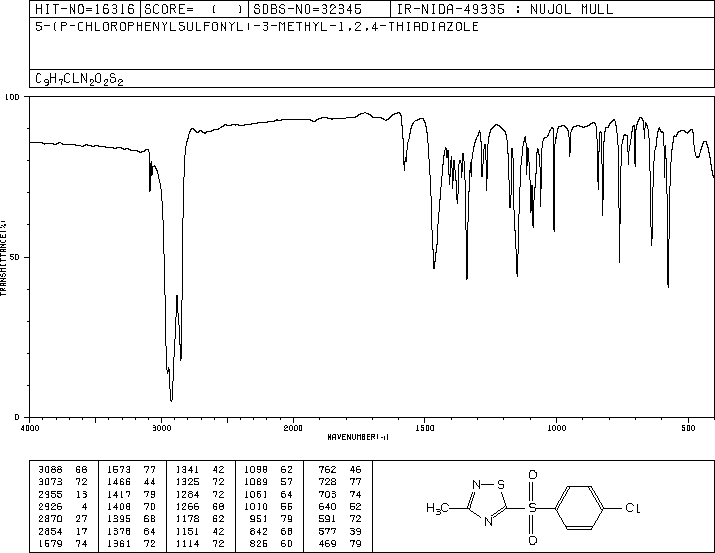 HIT-NO=16316 SCORE= ( ) SDBS-NO=32345 IR-NIDA-49335 : NUJOL MULL
5-(P-CHLOROPHENYLSULFONYL)-3-METHYL-1,2,4-THIADIAZOLE
C9H7CLN2O2S2
100
50
0
TRANSMITTANCE(%)
4000 3000 2000 1500 1000 500
WAVENUMBER(-1)
3088 68 1573 77 1341 42 1098 62 762 46
3073 72 1466 44 1325 72 1089 57 728 77
2955 13 1417 79 1284 72 1061 64 703 74
2926 4 1408 70 1266 68 1010 55 640 52
2870 27 1395 68 1178 62 951 79 591 72
2854 17 1378 64 1151 42 842 68 577 39
1579 74 1361 72 1114 72 826 60 469 79
O
N S
S Cl
H3C N
O